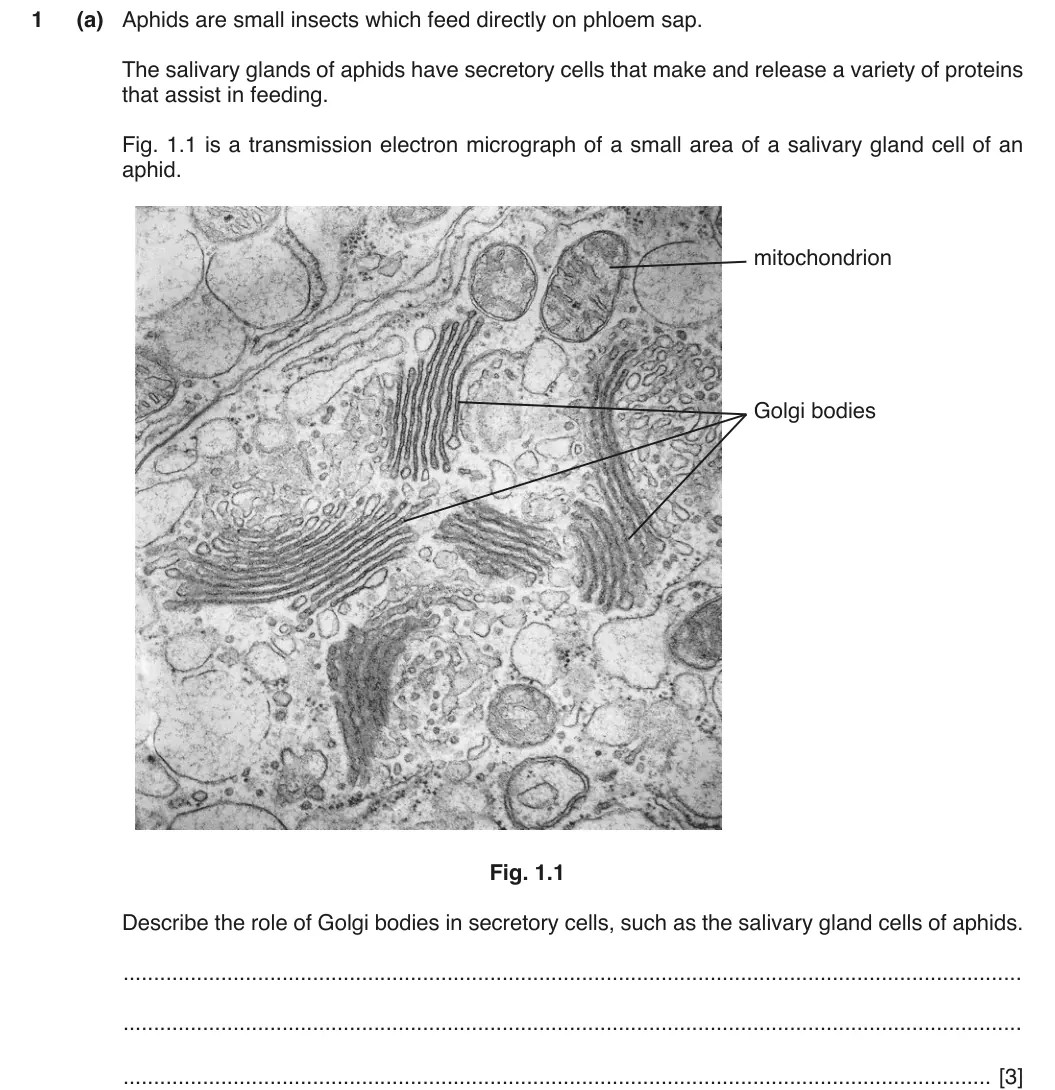 1 (a) Aphids are small insects which feed directly on phloem sap.
The salivary glands of aphids have secretory cells that make and release a variety of proteins
that assist in feeding.
Fig. 1.1 is a transmission electron micrograph of a small area of a salivary gland cell of an
aphid.
mitochondrion
Golgi bodies
Fig. 1.1
Describe the role of Golgi bodies in secretory cells, such as the salivary gland cells of aphids.
..........................................................................................................................................................
..........................................................................................................................................................
.................................................................................................................................................. [3]